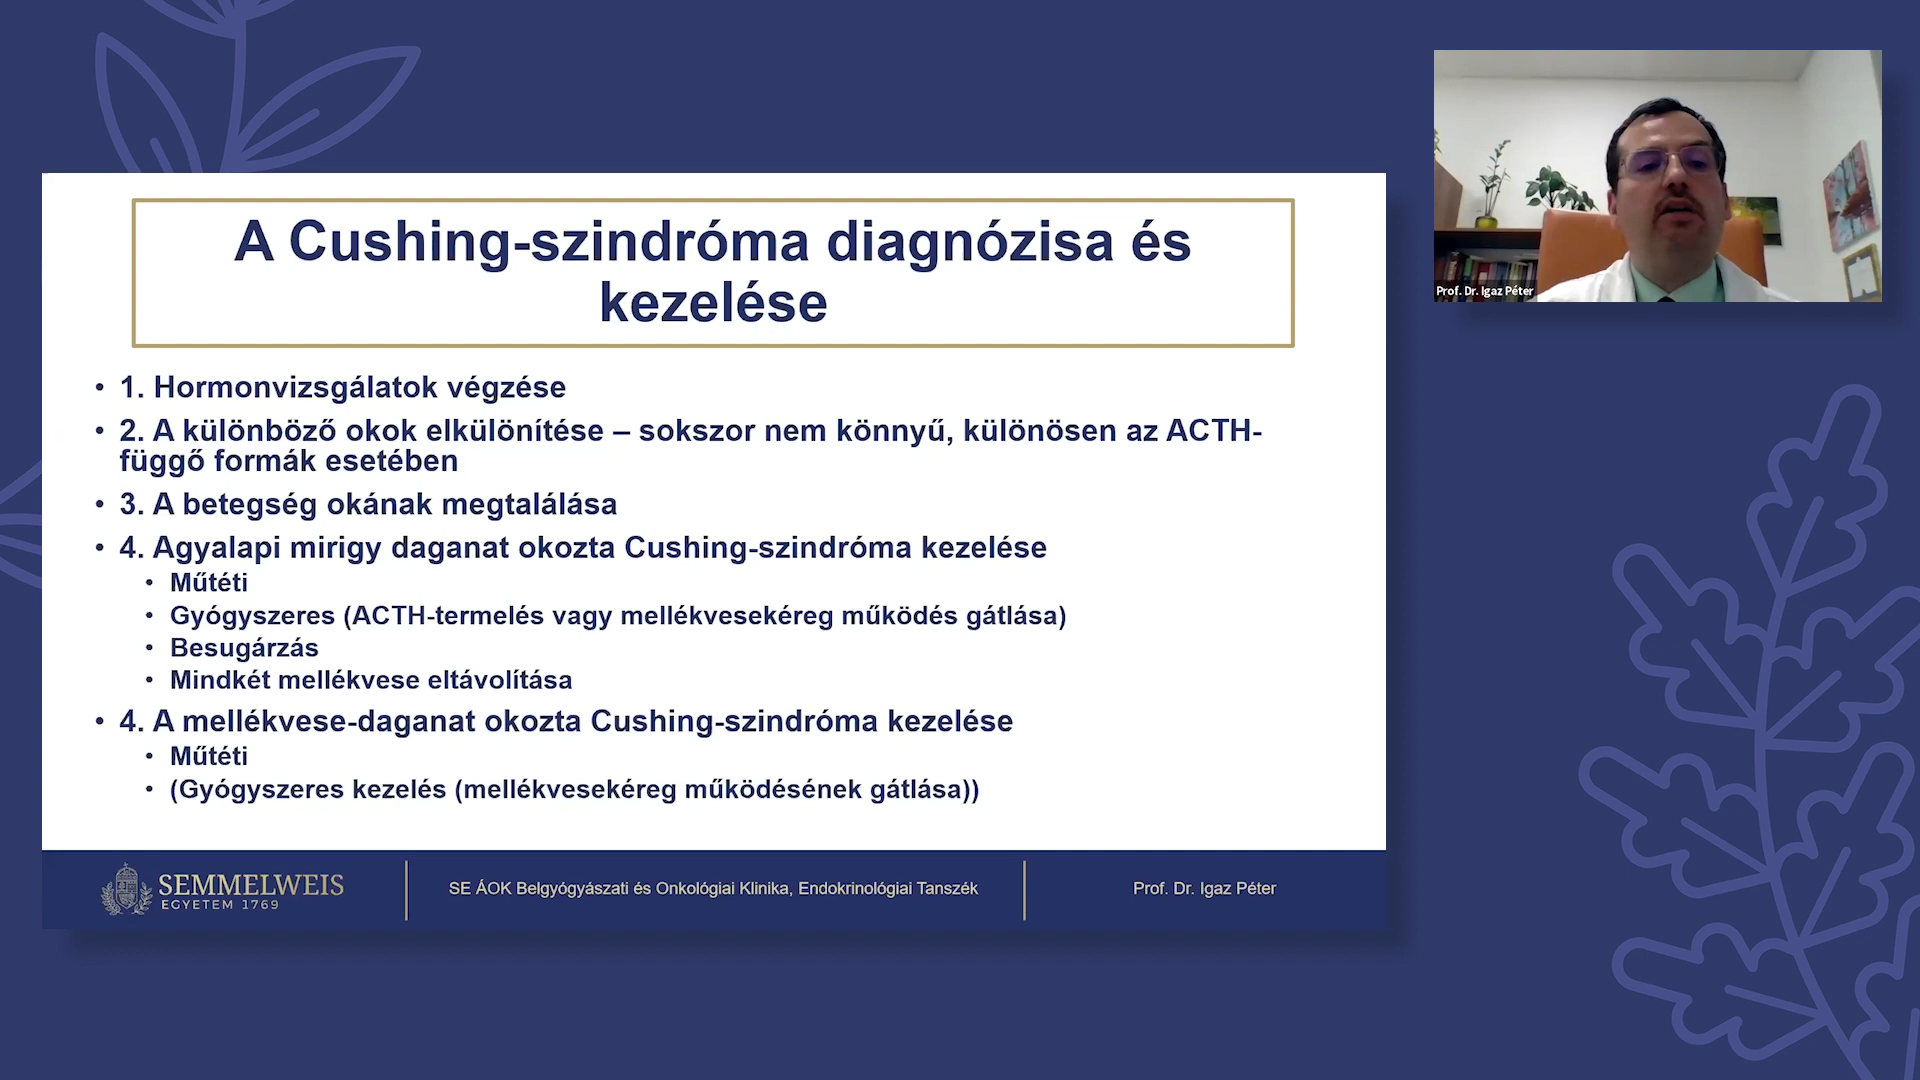 A Cushing-szindróma diagnózisa és
kezelése
• 1. Hormonvizsgálatok végzése
• 2. A különböző okok elkülönítése – sokszor nem könnyű, különösen az ACTH-
függő formák esetében
• 3. A betegség okának megtalálása
• 4. Agyalapi mirigy daganat okozta Cushing-szindróma kezelése
• Műtéti
• Gyógyszeres (ACTH-termelés vagy mellékvesekéreg működés gátlása)
• Besugárzás
• Mindkét mellékvese eltávolítása
• 4. A mellékvese-daganat okozta Cushing-szindróma kezelése
• Műtéti
• (Gyógyszeres kezelés (mellékvesekéreg működésének gátlása))
SEMMELWEIS
EGYETEM 1769
SE ÁOK Belgyógyászati és Onkológiai Klinika, Endokrinológiai Tanszék
Prof. Dr. Igaz Péter
Prof. Dr. Igaz Péter